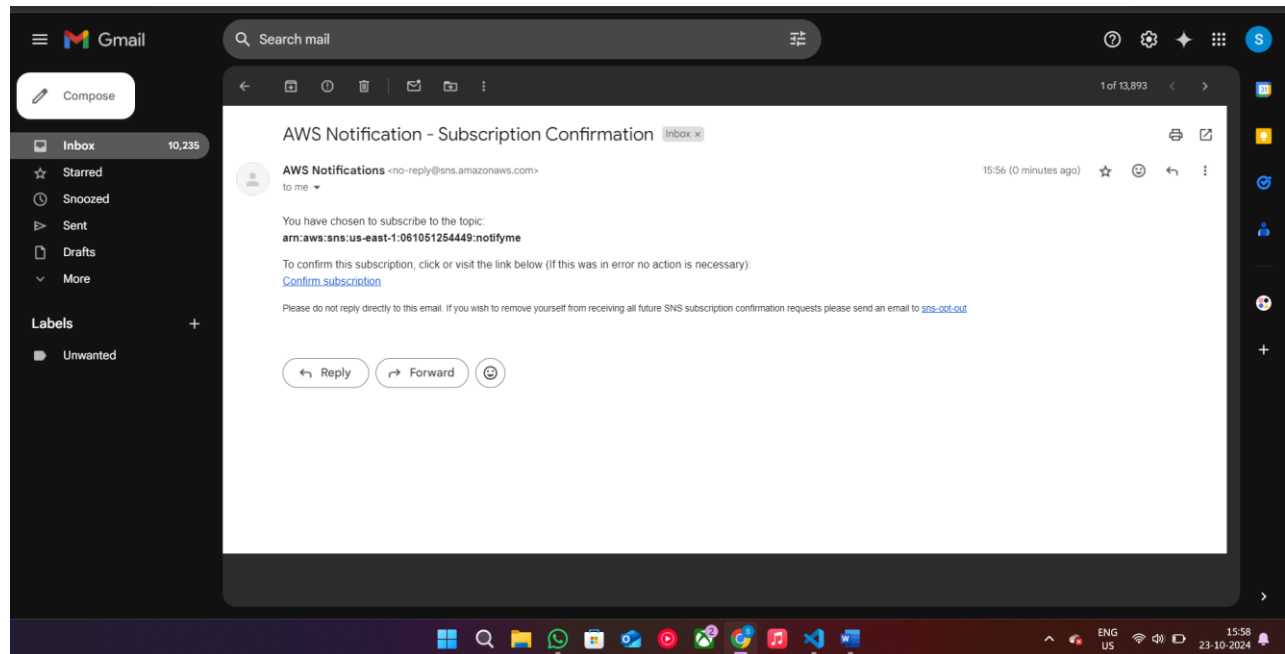 Gmail
Search mail
S
Compose
1 of 13,893
31
Inbox 10,235
Starred
Snoozed
Sent
Drafts
More
Labels
Unwanted
AWS Notification - Subscription Confirmation Inbox x
AWS Notifications <no-reply@sns.amazonaws.com> 15:56 (0 minutes ago)
to me
You have chosen to subscribe to the topic:
arn:aws:sns:us-east-1:061051254449:notifyme
To confirm this subscription, click or visit the link below (If this was in error no action is necessary):
Confirm subscription
Please do not reply directly to this email. If you wish to remove yourself from receiving all future SNS subscription confirmation requests please send an email to sns-opt-out
Reply Forward
2
S
ENG
US
15:58
23-10-2024